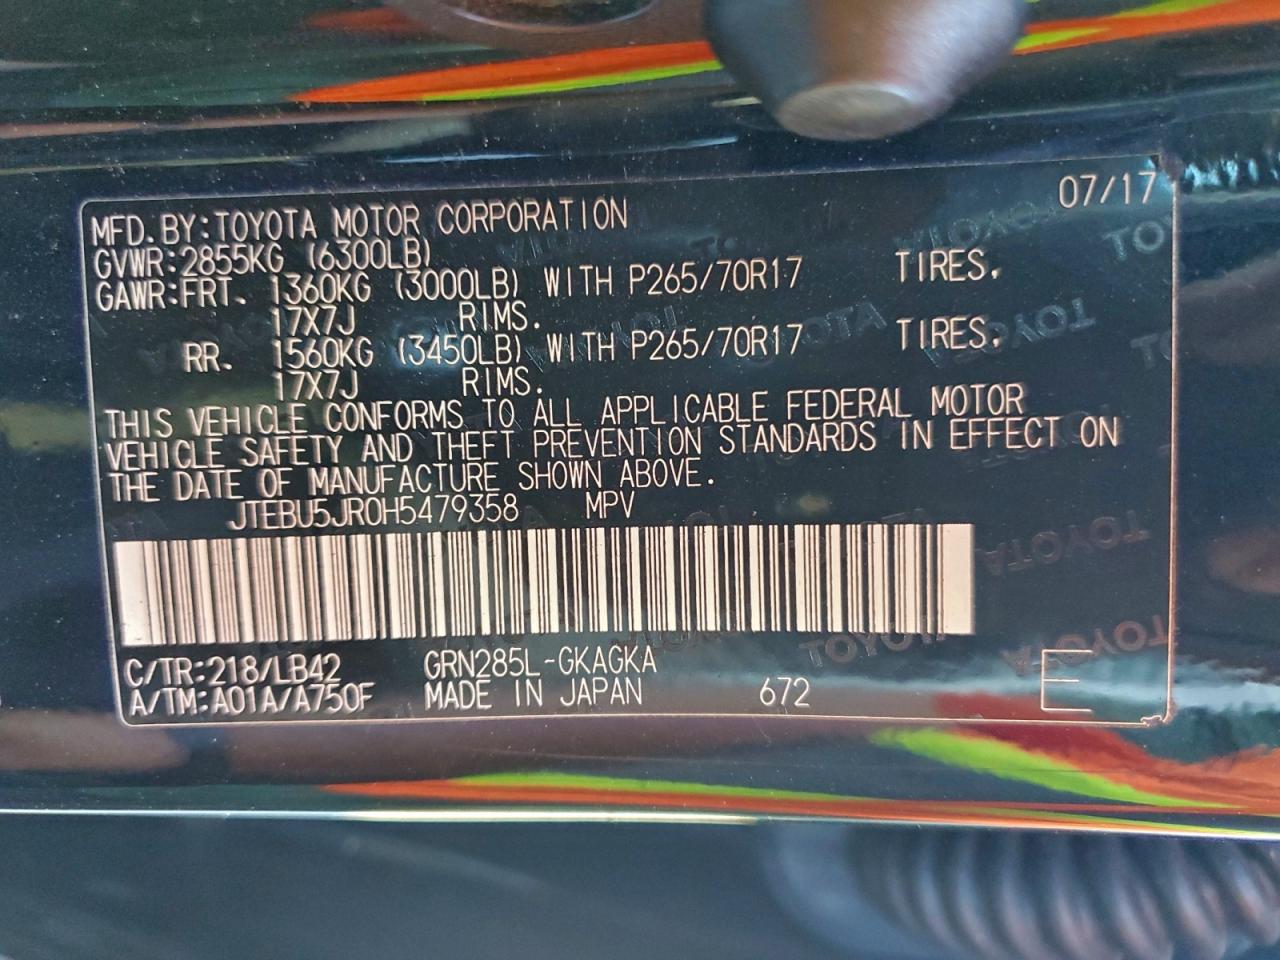 07/17
MFD. BY: TOYOTA MOTOR CORPORATION
GVWR: 2855KG (6300LB)
GAWR: FRT. 1360KG (3000LB) WITH P265/70R17 TIRES.
17X7J RIMS.
RR. 1560KG (3450LB) WITH P265/70R17 TIRES.
17X7J RIMS.
THIS VEHICLE CONFORMS TO ALL APPLICABLE FEDERAL MOTOR
VEHICLE SAFETY AND THEFT PREVENTION STANDARDS IN EFFECT ON
THE DATE OF MANUFACTURE SHOWN ABOVE.
JTEBU5JR0H5479358 MPV
C/TR: 218/LB42 GRN285L-GKAGKA
A/TM: A01A/A750F MADE IN JAPAN 672 E